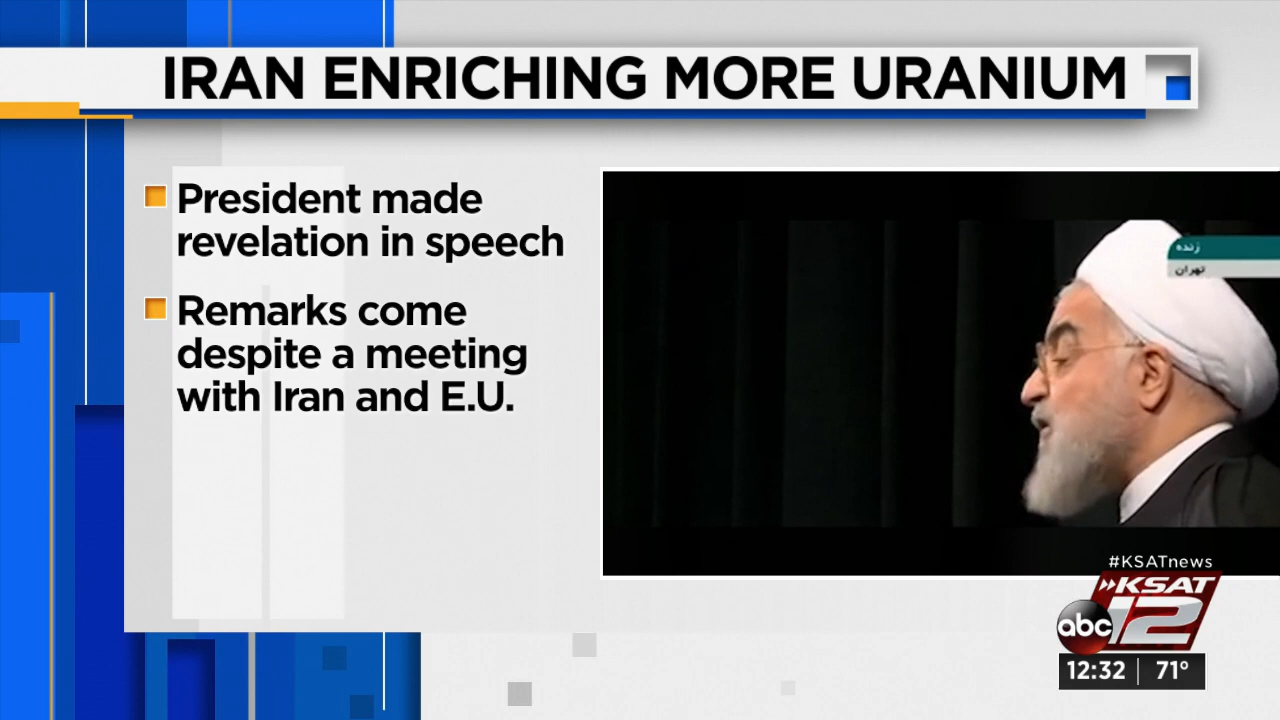 IRAN ENRICHING MORE URANIUM
President made
revelation in speech
Remarks come
despite a meeting
with Iran and E.U.
زنده
تهران
#KSATnews
KSAT
abc 12
12:32 71°